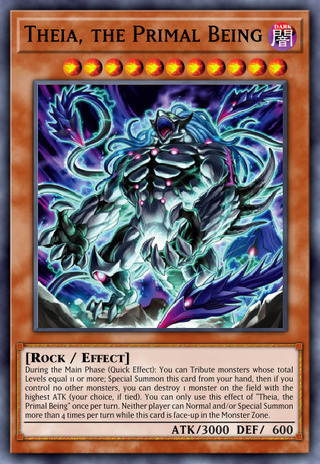 Theia, the Primal Being
DARK
闇
[Rock / Effect]
During the Main Phase (Quick Effect): You can Tribute monsters whose total
Levels equal 11 or more; Special Summon this card from your hand, then if you
control no other monsters, you can destroy 1 monster on the field with the
highest ATK (your choice, if tied). You can only use this effect of "Theia, the
Primal Being" once per turn. Neither player can Normal and/or Special Summon
more than 4 times per turn while this card is face-up in the Monster Zone.
ATK/3000 DEF/ 600